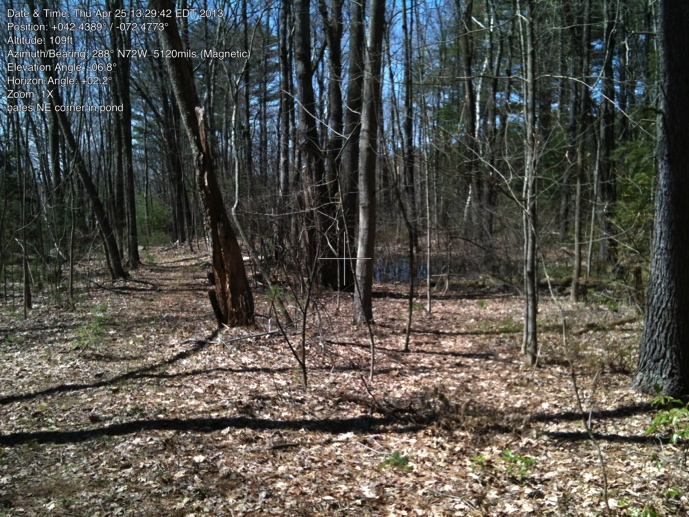 Date & Time: Thu Apr 25 13:29:42 EDT 2013
Position: +042.4389° / -072.4773°
Altitude: 109ft
Azimuth/Bearing: 288° N72W 5120mils (Magnetic)
Elevation Angle: -06.8°
Horizon Angle: +02.2°
Zoom: 1X
bates NE corner in pond